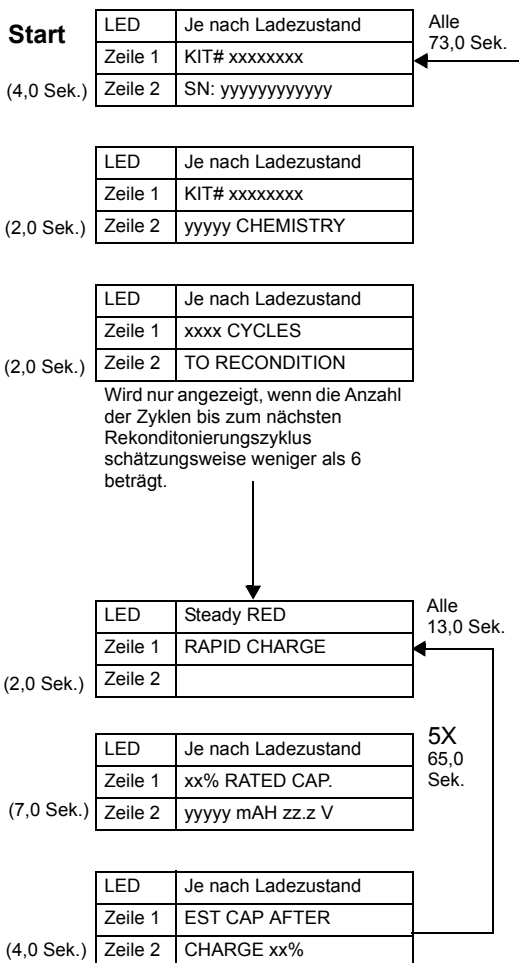 Start
LED Je nach Ladezustand
Zeile 1 KIT# xxxxxxxx
(4,0 Sek.) Zeile 2 SN: yyyyyyyyyyyy
Alle
73,0 Sek.
LED Je nach Ladezustand
Zeile 1 KIT# xxxxxxxx
(2,0 Sek.) Zeile 2 yyyyy CHEMISTRY
LED Je nach Ladezustand
Zeile 1 xxxx CYCLES
(2,0 Sek.) Zeile 2 TO RECONDITION
Wird nur angezeigt, wenn die Anzahl
der Zyklen bis zum nächsten
Rekonditonierungszyklus
schätzungsweise weniger als 6
beträgt.
LED Steady RED
Zeile 1 RAPID CHARGE
(2,0 Sek.) Zeile 2
Alle
13,0 Sek.
LED Je nach Ladezustand
Zeile 1 xx% RATED CAP.
(7,0 Sek.) Zeile 2 yyyyy mAH zz.z V
5X
65,0
Sek.
LED Je nach Ladezustand
Zeile 1 EST CAP AFTER
(4,0 Sek.) Zeile 2 CHARGE xx%